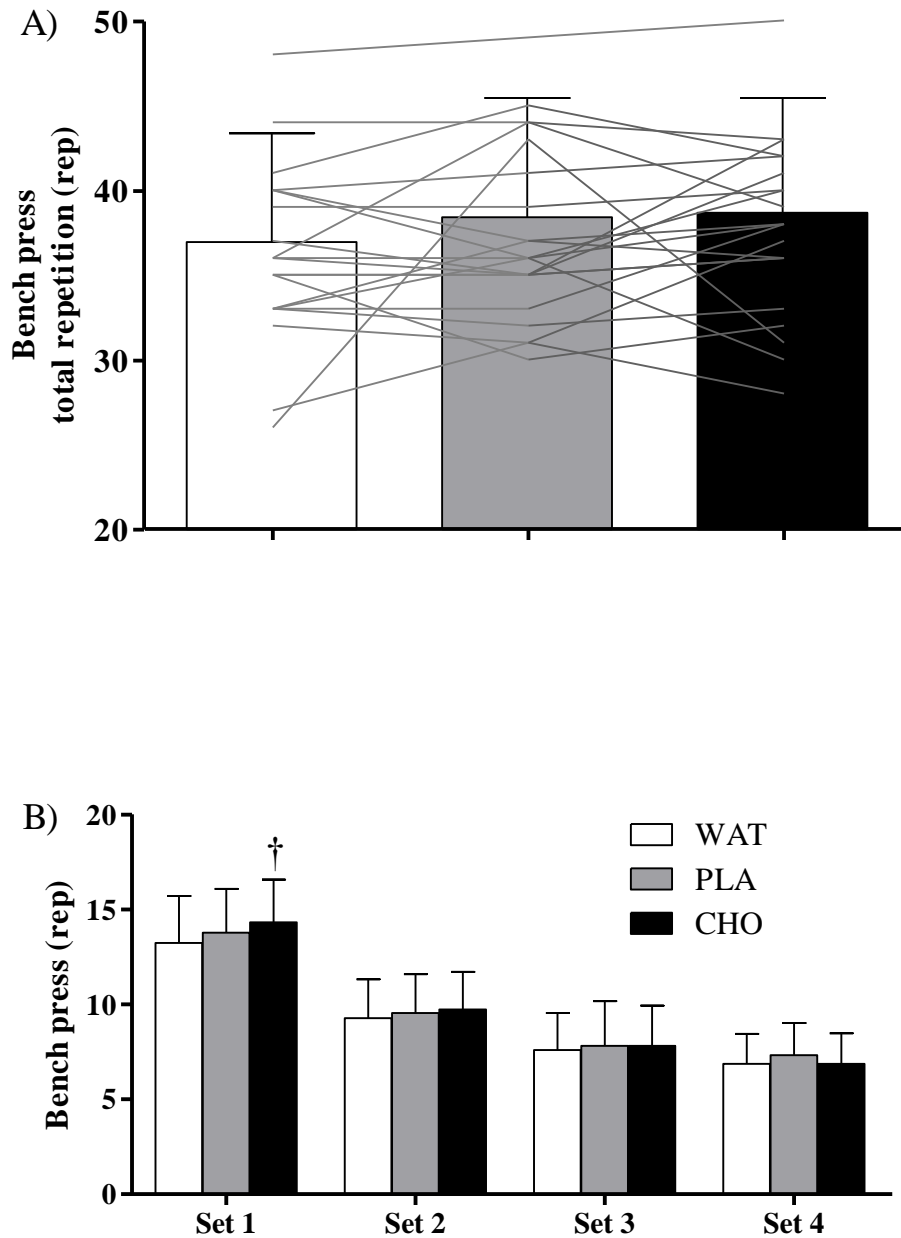 A)
Bench press
total repetition (rep)
50
40
30
20
B)
Bench press (rep)
20
15
10
5
0
†
WAT
PLA
CHO
Set 1
Set 2
Set 3
Set 4